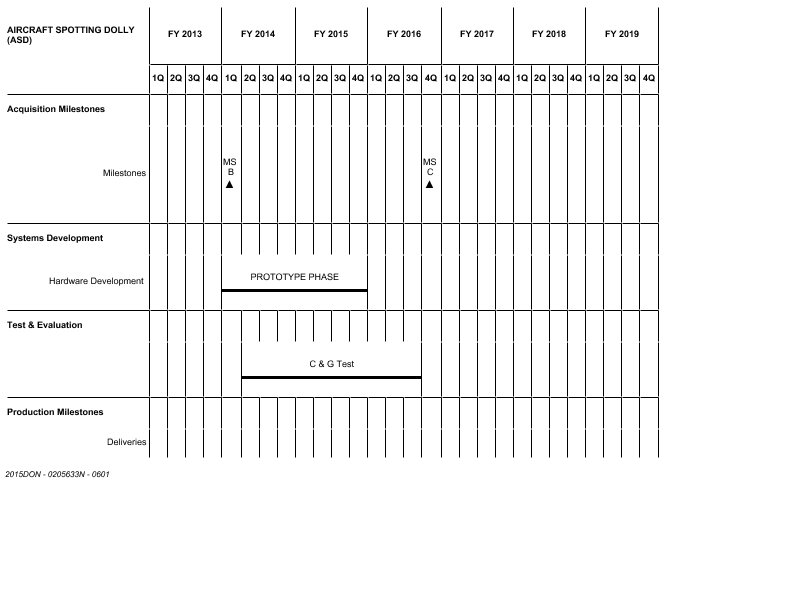 AIRCRAFT SPOTTING DOLLY
(ASD)
FY 2013 FY 2014 FY 2015 FY 2016 FY 2017 FY 2018 FY 2019
1Q 2Q 3Q 4Q 1Q 2Q 3Q 4Q 1Q 2Q 3Q 4Q 1Q 2Q 3Q 4Q 1Q 2Q 3Q 4Q 1Q 2Q 3Q 4Q 1Q 2Q 3Q 4Q
Acquisition Milestones
Milestones
MS
B
MS
C
Systems Development
Hardware Development
PROTOTYPE PHASE
Test & Evaluation
C & G Test
Production Milestones
Deliveries
2015DON - 0205633N - 0601